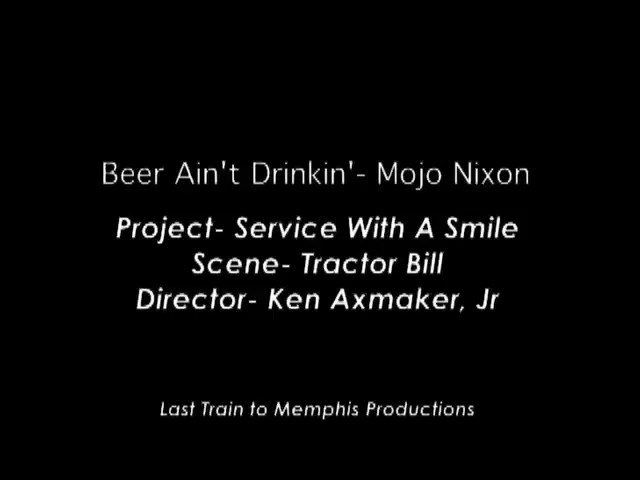 Beer Ain't Drinkin'- Mojo Nixon
Project- Service With A Smile
Scene- Tractor Bill
Director- Ken Axmaker, Jr
Last Train to Memphis Productions